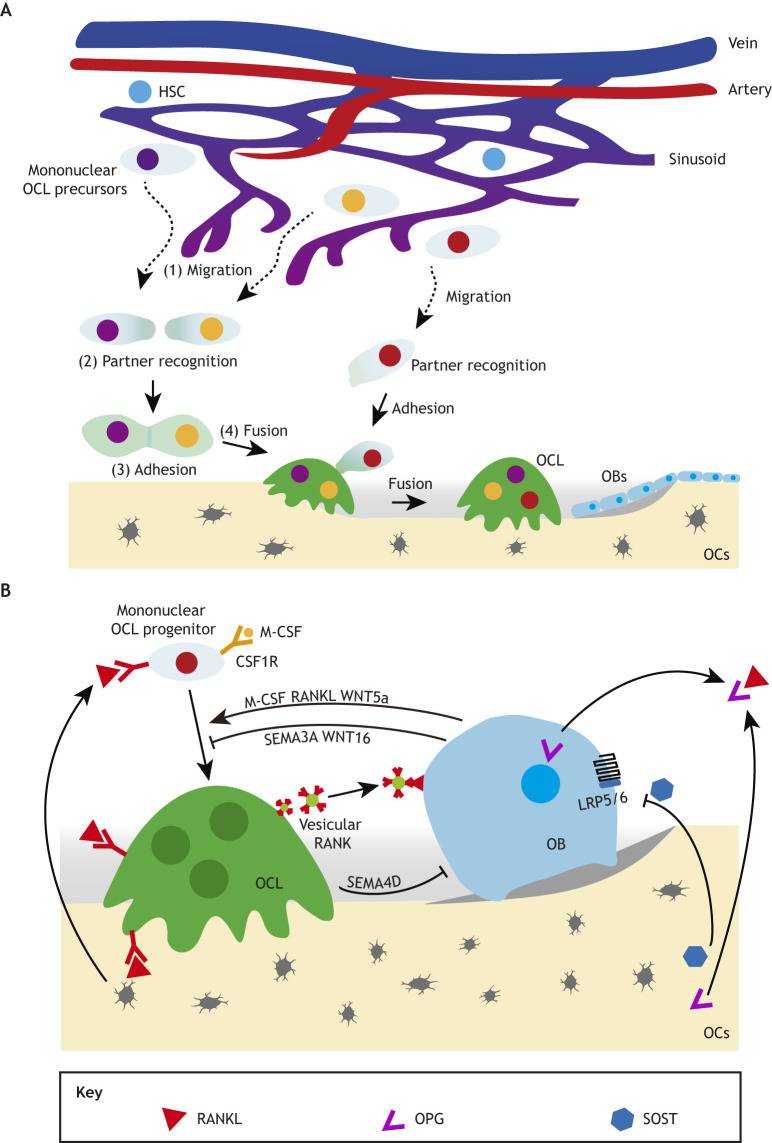 A
Vein
HSC
Artery
Sinusoid
Mononuclear
OCL precursors
(1) Migration
Migration
(2) Partner recognition
Partner recognition
Adhesion
(4) Fusion
(3) Adhesion
Fusion
OCL
OBs
OCs
B
Mononuclear
OCL progenitor
M-CSF
CSF1R
M-CSF RANKL WNT5a
SEMA3A WNT16
LRP5/6
Vesicular
RANK
OB
OCL
SEMA4D
OCs
Key
RANKL
OPG
SOST